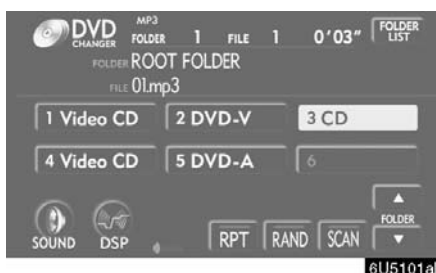 DVD CHANGER MP3 FOLDER 1 FILE 1 0'03" FOLDER LIST
FOLDER ROOT FOLDER
FILE 01.mp3
1 Video CD 2 DVD-V 3 CD
4 Video CD 5 DVD-A 6
SOUND DSP RPT RAND SCAN FOLDER
6U5101a